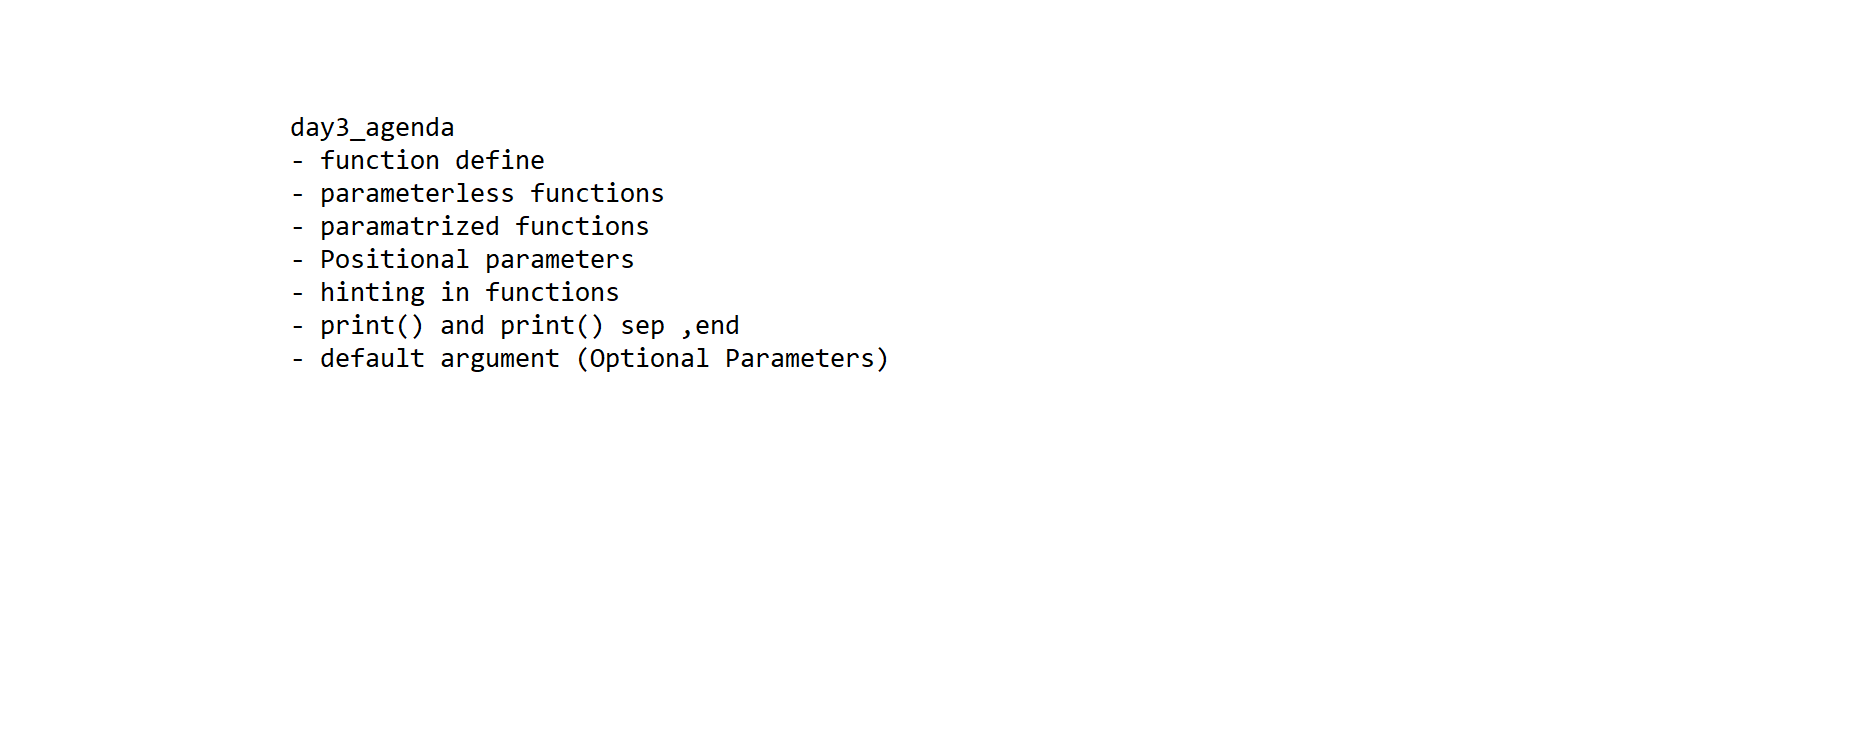 day3_agenda
- function define
- parameterless functions
- paramatrized functions
- Positional parameters
- hinting in functions
- print() and print() sep ,end
- default argument (Optional Parameters)